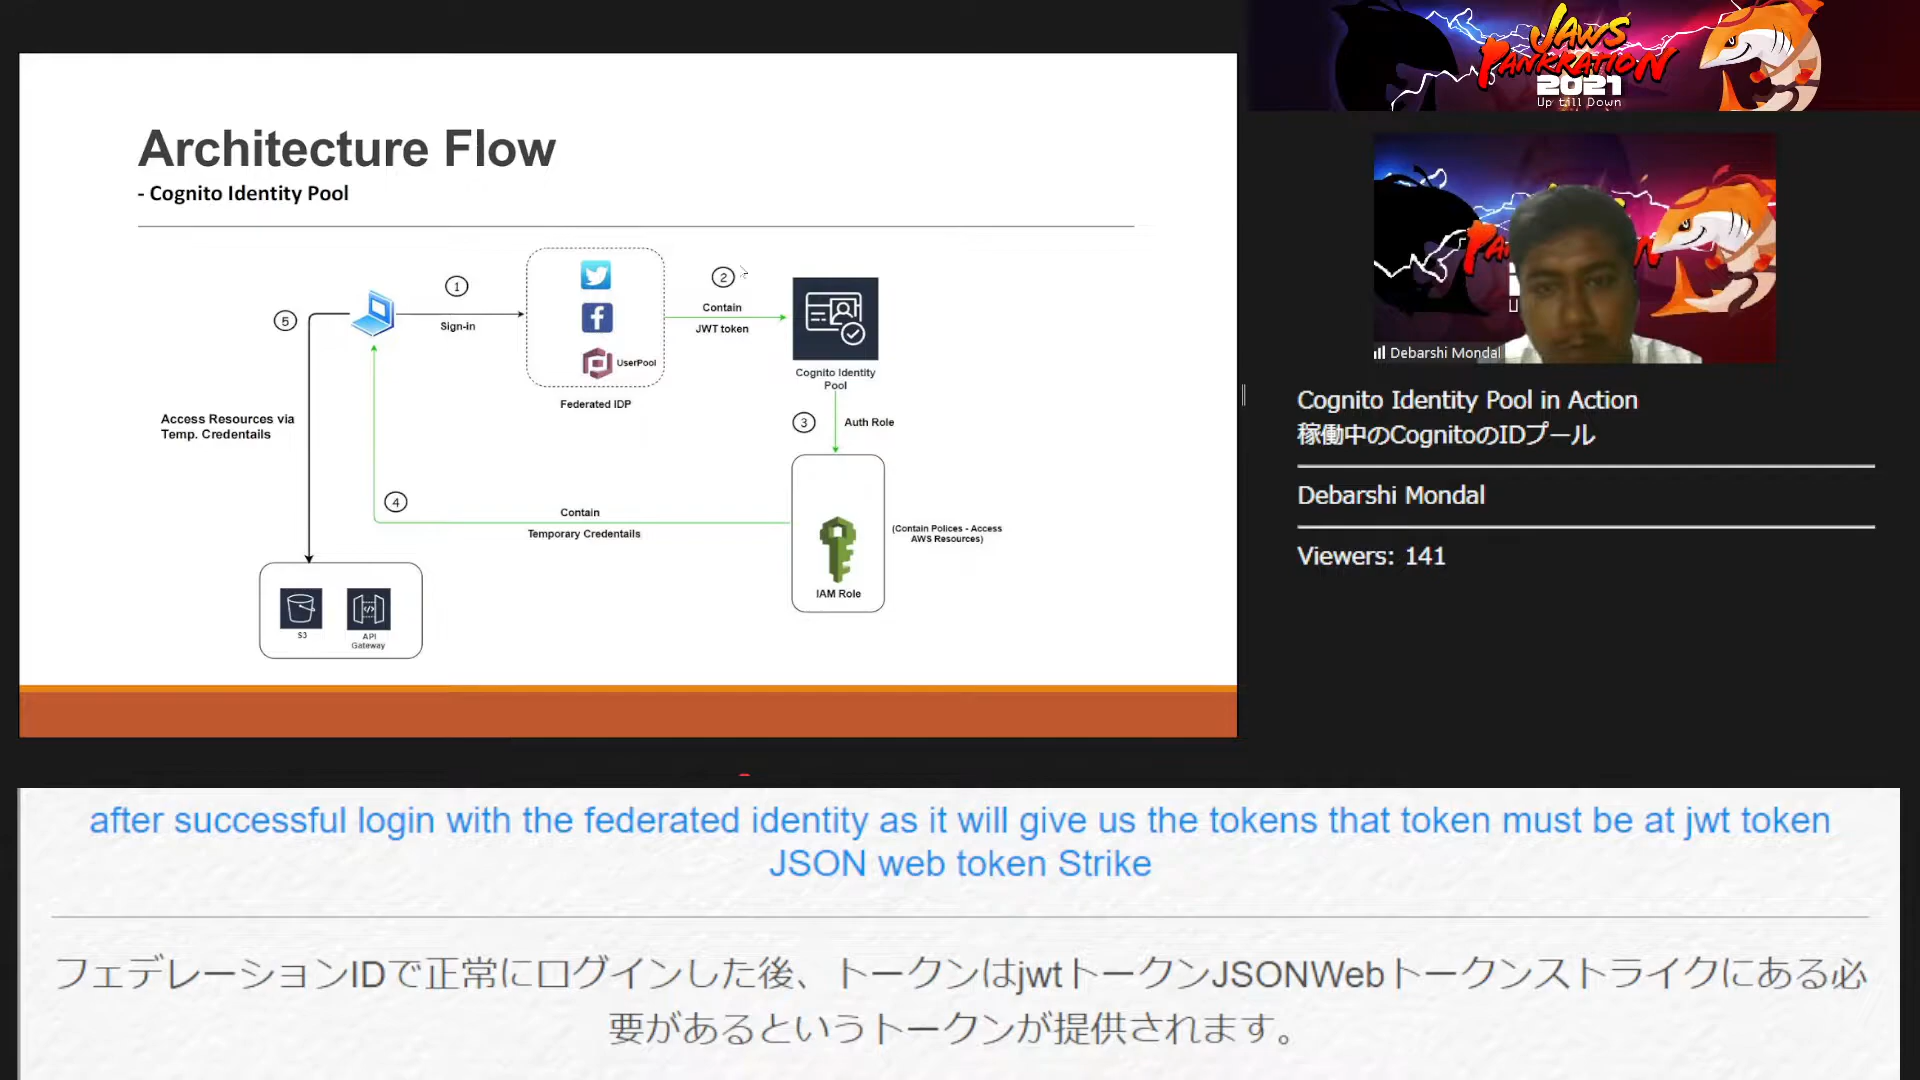 Architecture Flow
- Cognito Identity Pool
1
Sign-in
2
Contain
JWT token
UserPool
Federated IDP
Cognito Identity
Pool
3
Auth Role
5
Access Resources via
Temp. Credentails
4
Contain
Temporary Credentails
IAM Role
(Contain Polices - Access
AWS Resources)
S3
API
Gateway
JAWS
PANKRATION
2021
Up till Down
Debarshi Mondal
Cognito Identity Pool in Action
稼働中のCognitoのIDプール
Debarshi Mondal
Viewers: 141
after successful login with the federated identity as it will give us the tokens that token must be at jwt token
JSON web token Strike
フェデレーションIDで正常にログインした後、トークンはjwtトークンJSONWebトークンストライクにある必
要があるというトークンが提供されます。